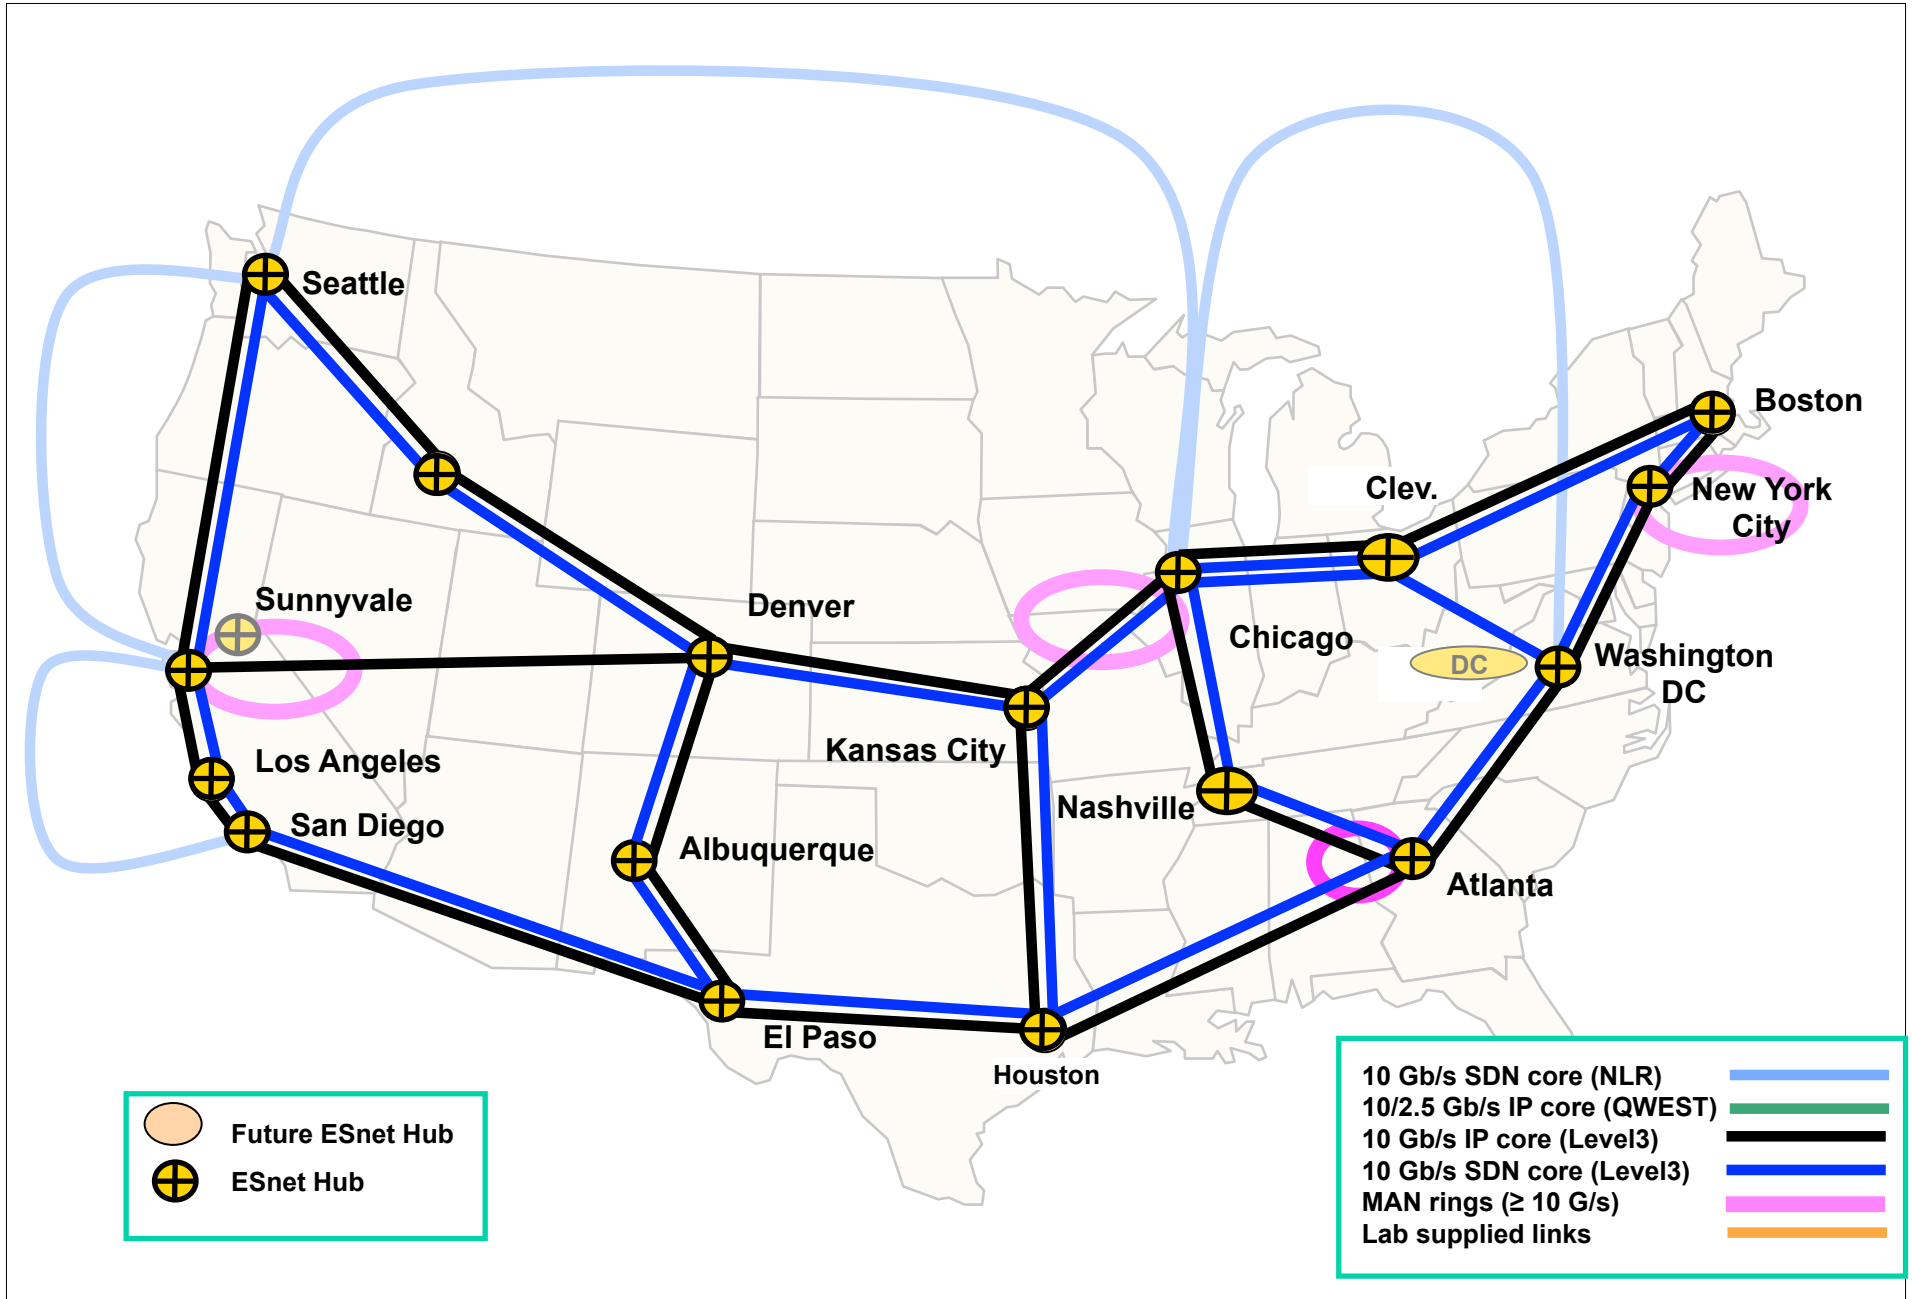 Seattle
Boston
Clev.
New York
City
Sunnyvale
Denver
Chicago
DC
Washington
DC
Kansas City
Los Angeles
Nashville
San Diego
Albuquerque
Atlanta
El Paso
Houston
Future ESnet Hub
ESnet Hub
10 Gb/s SDN core (NLR)
10/2.5 Gb/s IP core (QWEST)
10 Gb/s IP core (Level3)
10 Gb/s SDN core (Level3)
MAN rings (≥ 10 G/s)
Lab supplied links